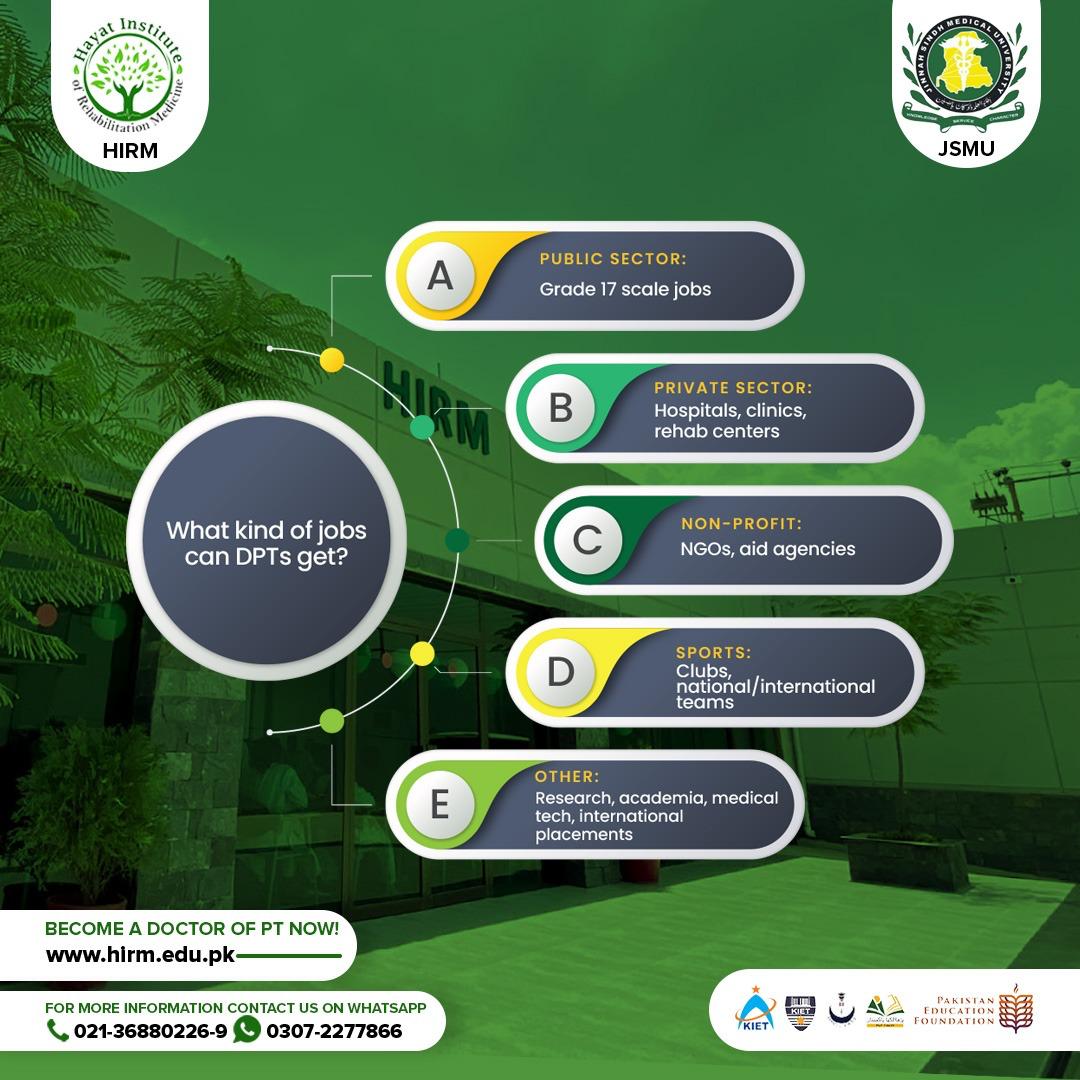 Hayat Institute
of Rehabilitation Medicine
HIRM
JINNAH SINDH MEDICAL UNIVERSITY
KNOWLEDGE SERVICE CHARACTER
JSMU
HIRM
What kind of jobs
can DPTs get?
A
PUBLIC SECTOR:
Grade 17 scale jobs
B
PRIVATE SECTOR:
Hospitals, clinics,
rehab centers
C
NON-PROFIT:
NGOs, aid agencies
D
SPORTS:
Clubs,
national/international
teams
E
OTHER:
Research, academia, medical
tech, international
placements
BECOME A DOCTOR OF PT NOW!
www.hirm.edu.pk
FOR MORE INFORMATION CONTACT US ON WHATSAPP
021-36880226-9 0307-2277866
KIET
KIET
PAKISTAN
EDUCATION
FOUNDATION